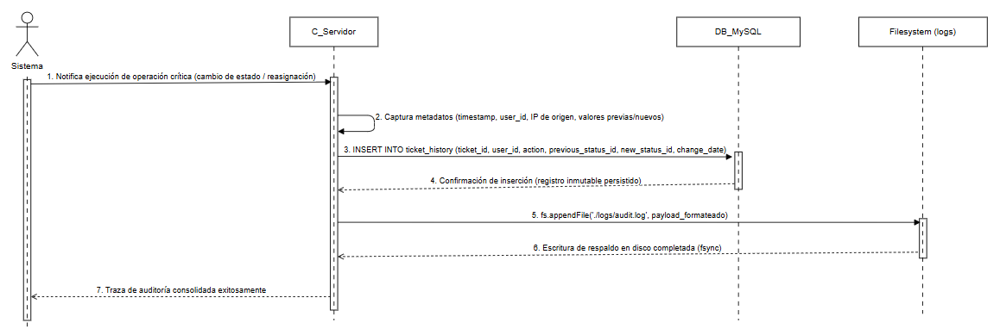 C_Servidor
DB_MySQL
Filesystem (logs)
Sistema
1. Notifica ejecución de operación crítica (cambio de estado / reasignación)
2. Captura metadatos (timestamp, user_id, IP de origen, valores previas/nuevos)
3. INSERT INTO ticket_history (ticket_id, user_id, action, previous_status_id, new_status_id, change_date)
4. Confirmación de inserción (registro inmutable persistido)
5. fs.appendFile('./logs/audit.log', payload_formateado)
6. Escritura de respaldo en disco completada (fsync)
7. Traza de auditoría consolidada exitosamente